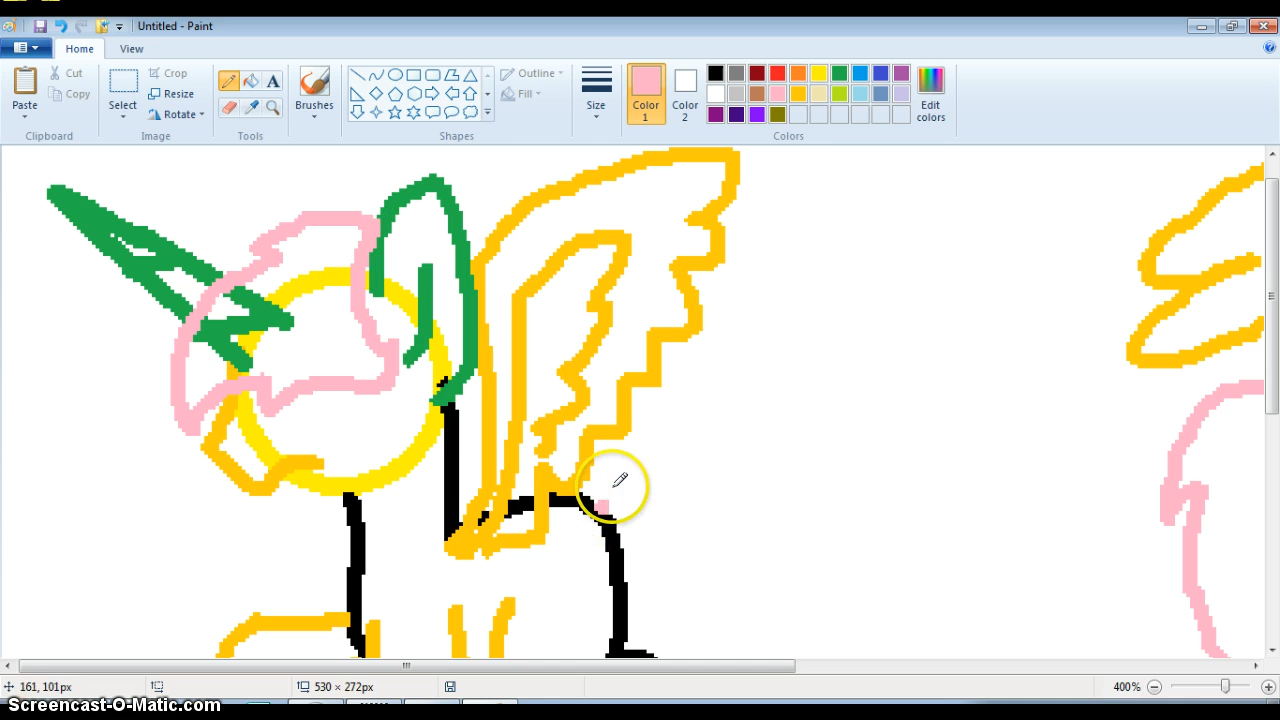 Untitled - Paint
Home View
Paste
Cut
Copy
Clipboard
Select
Crop
Resize
Rotate
Image
A
Tools
Brushes
Outline
Fill
Shapes
Size
Color 1
Color 2
Edit colors
Colors
161, 101px
530 × 272px
400%
Screencast-O-Matic.com